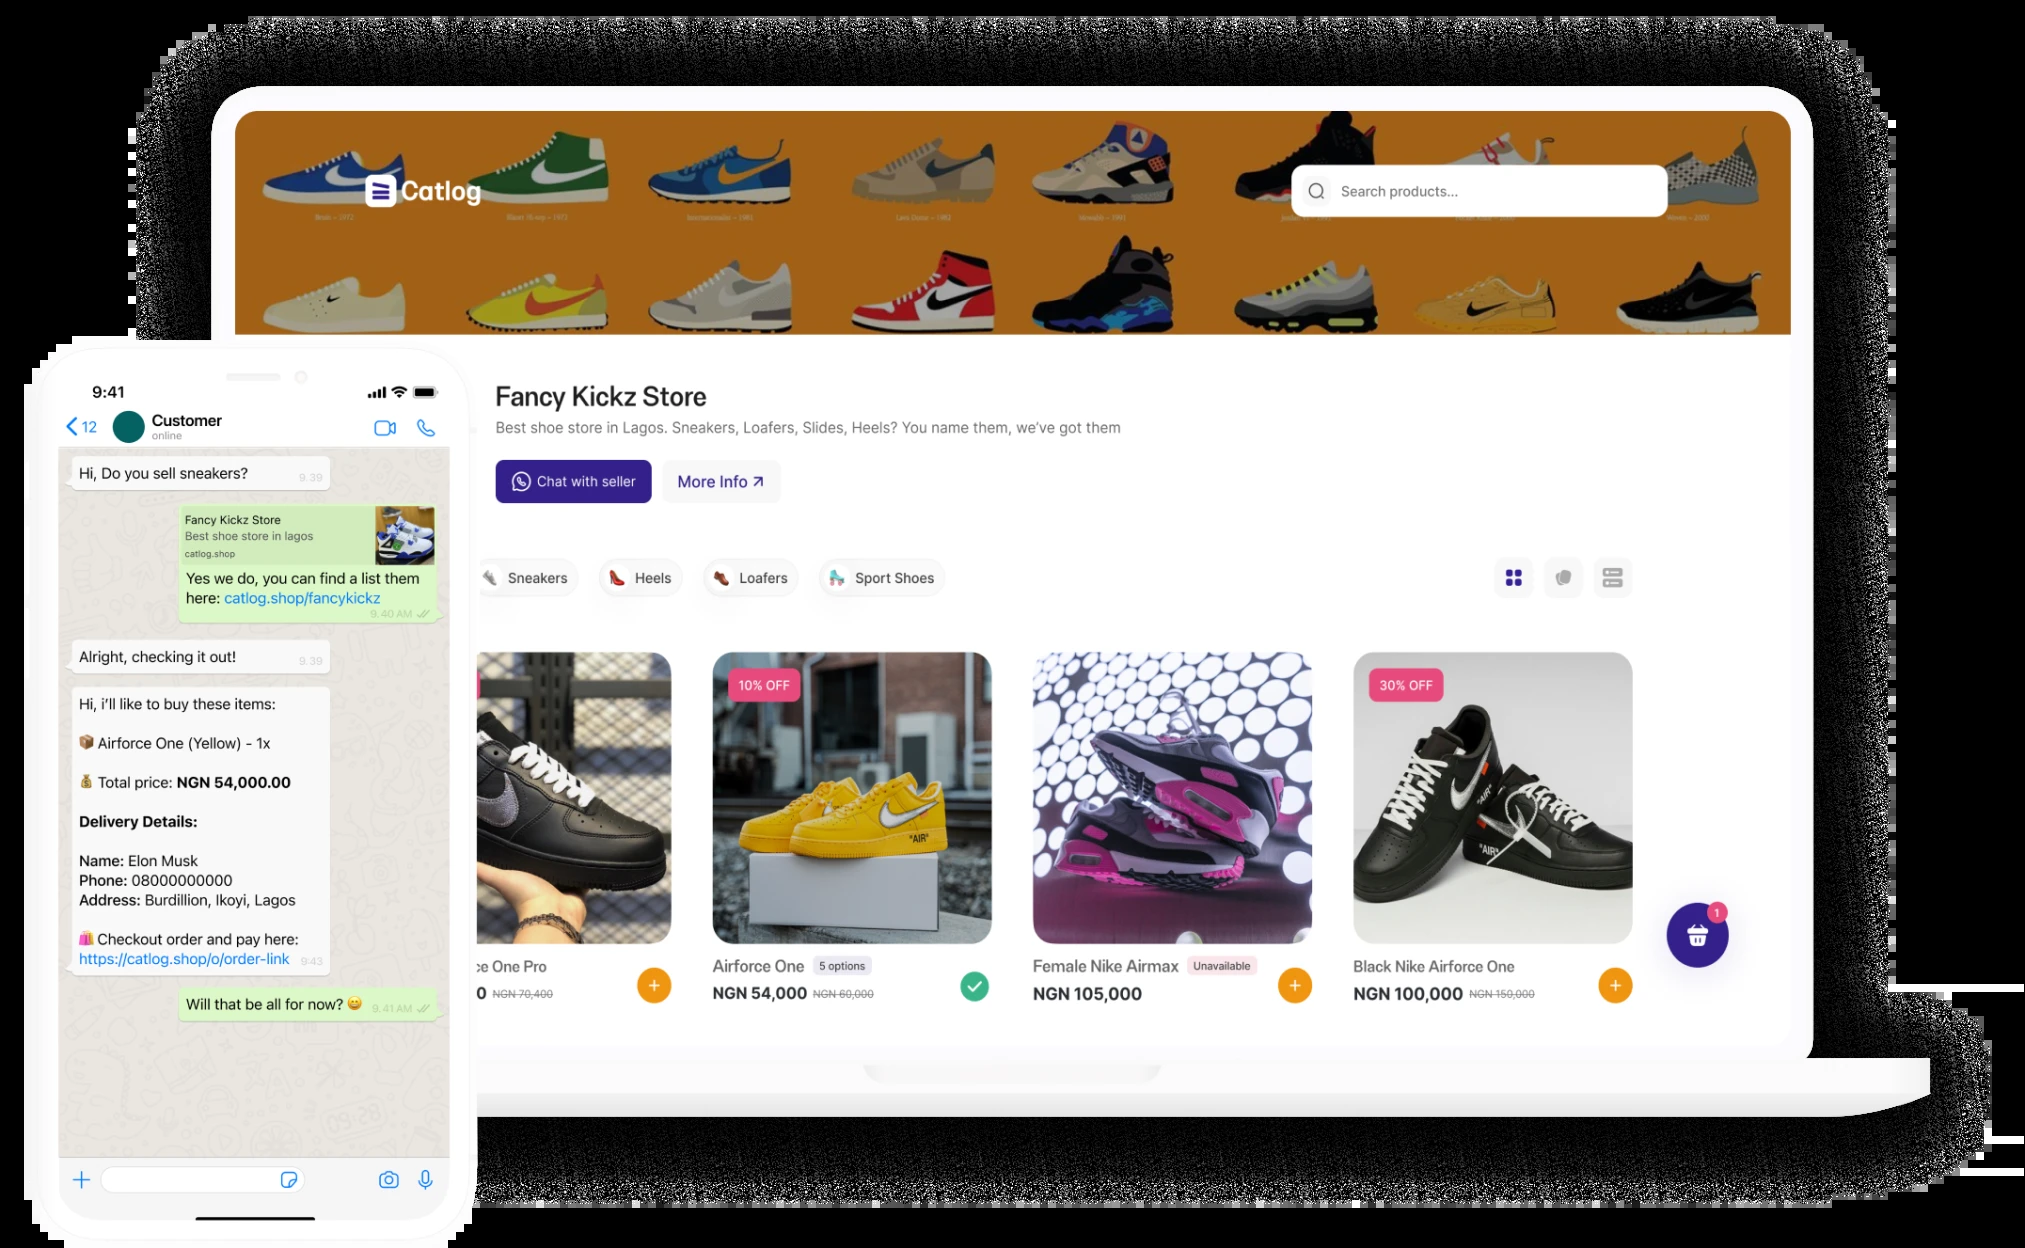 Catlog
Search products...
Fancy Kickz Store
Best shoe store in Lagos. Sneakers, Loafers, Slides, Heels? You name them, we've got them
Chat with seller
More Info
Sneakers
Heels
Loafers
Sport Shoes
10% OFF
30% OFF
"AIR"
"AIR"
"AIR"
ce One Pro
0 NGN 70,400
Airforce One 5 options
NGN 54,000 NGN 60,000
Female Nike Airmax Unavailable
NGN 105,000
Black Nike Airforce One
NGN 100,000 NGN 150,000
1
9:41
12
Customer
online
Hi, Do you sell sneakers? 9.39
Fancy Kickz Store
Best shoe store in lagos
catlog.shop
Yes we do, you can find a list them
here: catlog.shop/fancykickz
9.40 AM
Alright, checking it out! 9.39
Hi, i'll like to buy these items:
Airforce One (Yellow) - 1x
Total price: NGN 54,000.00
Delivery Details:
Name: Elon Musk
Phone: 08000000000
Address: Burdillion, Ikoyi, Lagos
Checkout order and pay here:
https://catlog.shop/o/order-link 9:43
Will that be all for now? 9.41 AM